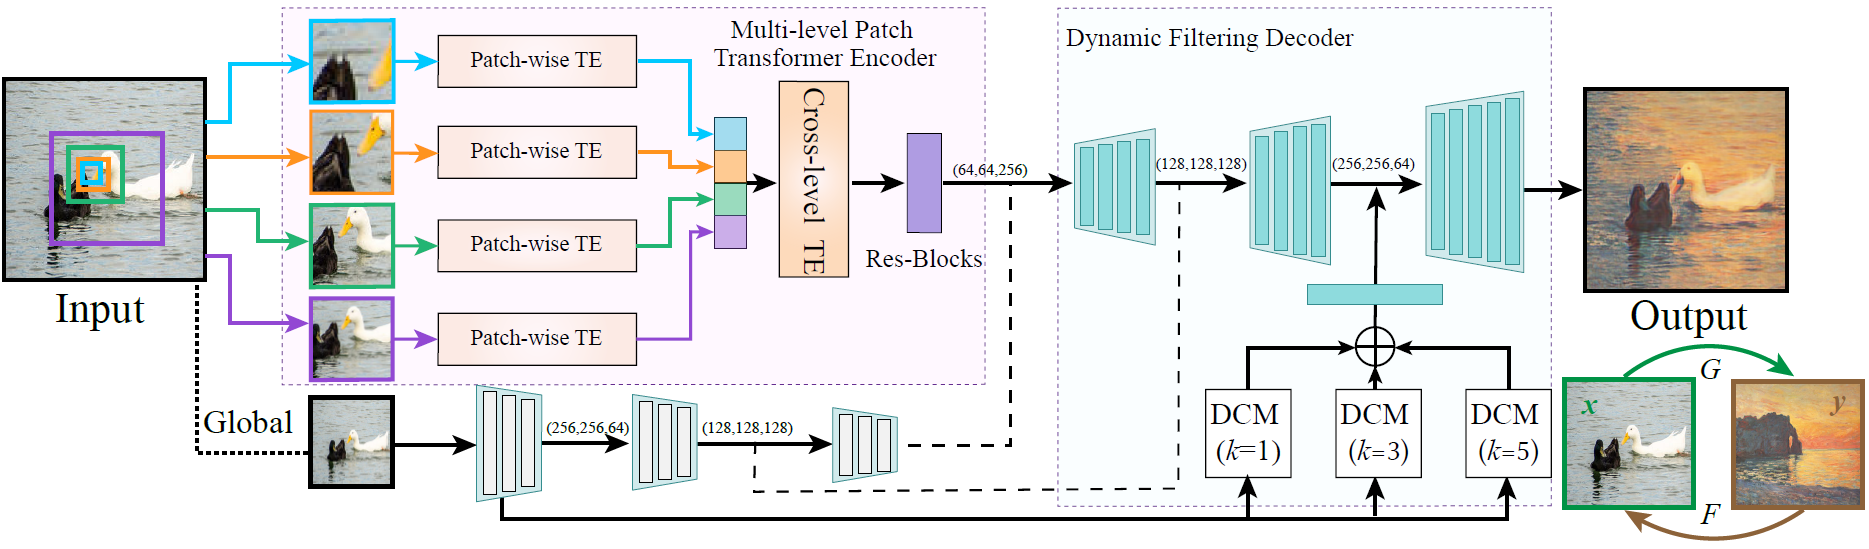 Multi-level Patch
Transformer Encoder
Dynamic Filtering Decoder
Patch-wise TE
Patch-wise TE
Patch-wise TE
Patch-wise TE
Cross-level TE
Res-Blocks
(64,64,256)
(128,128,128)
(256,256,64)
Input
Output
Global
(256,256,64)
(128,128,128)
DCM
(k=1)
DCM
(k=3)
DCM
(k=5)
G
x
y
F